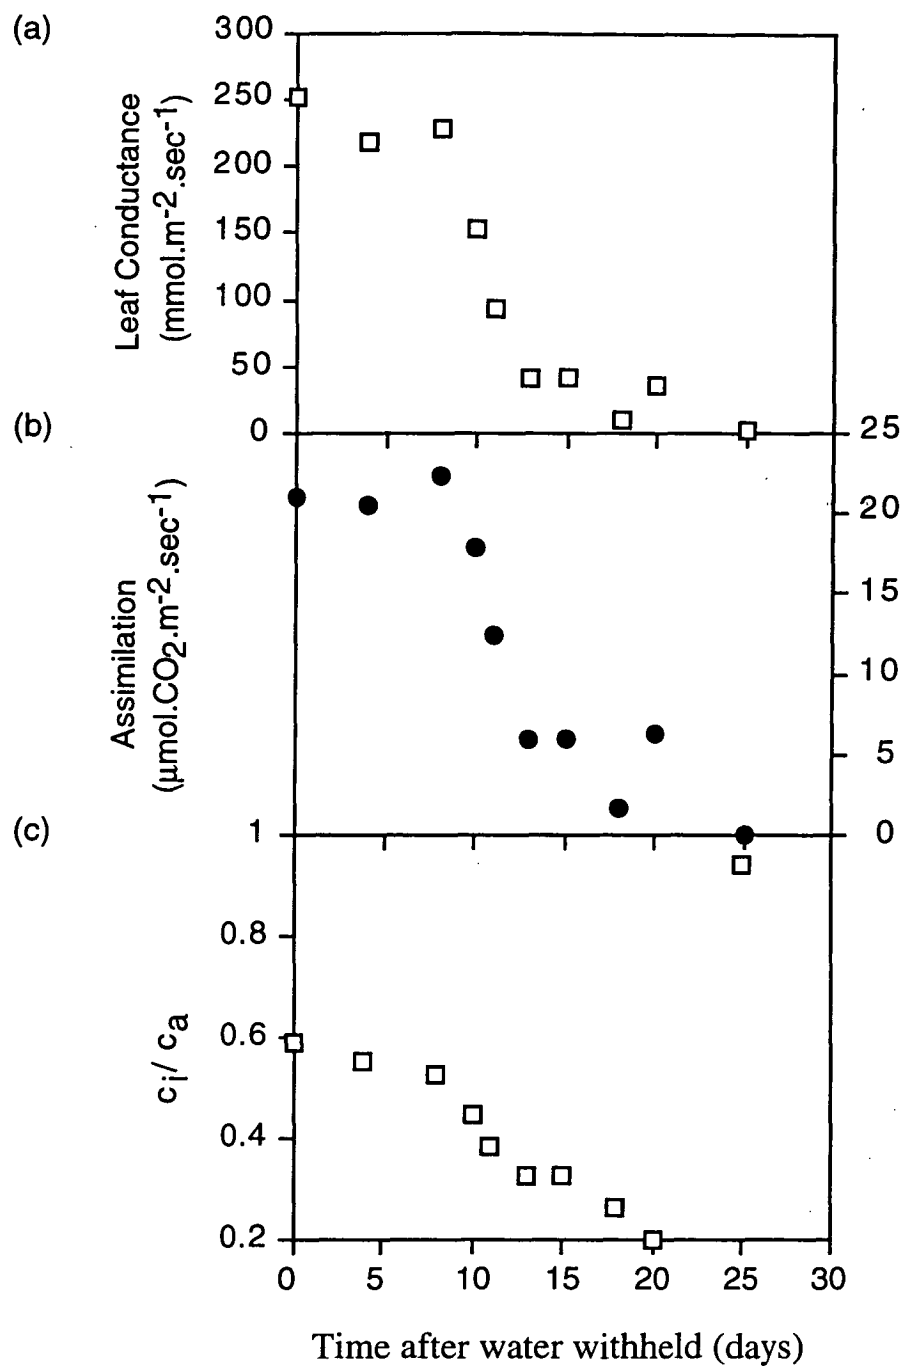 (a)
300
250
200
150
100
50
0
Leaf Conductance
(mmol.m-2.sec-1)
(b)
25
20
15
10
5
0
Assimilation
(μmol.CO2.m-2.sec-1)
(c)
1
0.8
0.6
0.4
0.2
ci/ ca
0 5 10 15 20 25 30
Time after water withheld (days)